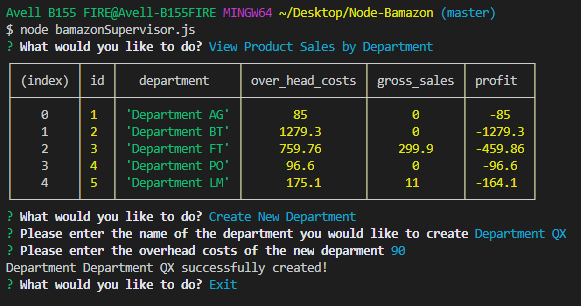 Avell B155 FIRE@Avell-B155FIRE MINGW64 ~/Desktop/Node-Bamazon (master)
$ node bamazonSupervisor.js
? What would you like to do? View Product Sales by Department
(index) id department over_head_costs gross_sales profit
0 1 'Department AG' 85 0 -85
1 2 'Department BT' 1279.3 0 -1279.3
2 3 'Department FT' 759.76 299.9 -459.86
3 4 'Department PO' 96.6 0 -96.6
4 5 'Department LM' 175.1 11 -164.1
? What would you like to do? Create New Department
? Please enter the name of the department you would like to create Department QX
? Please enter the overhead costs of the new deparment 90
Department Department QX successfully created!
? What would you like to do? Exit